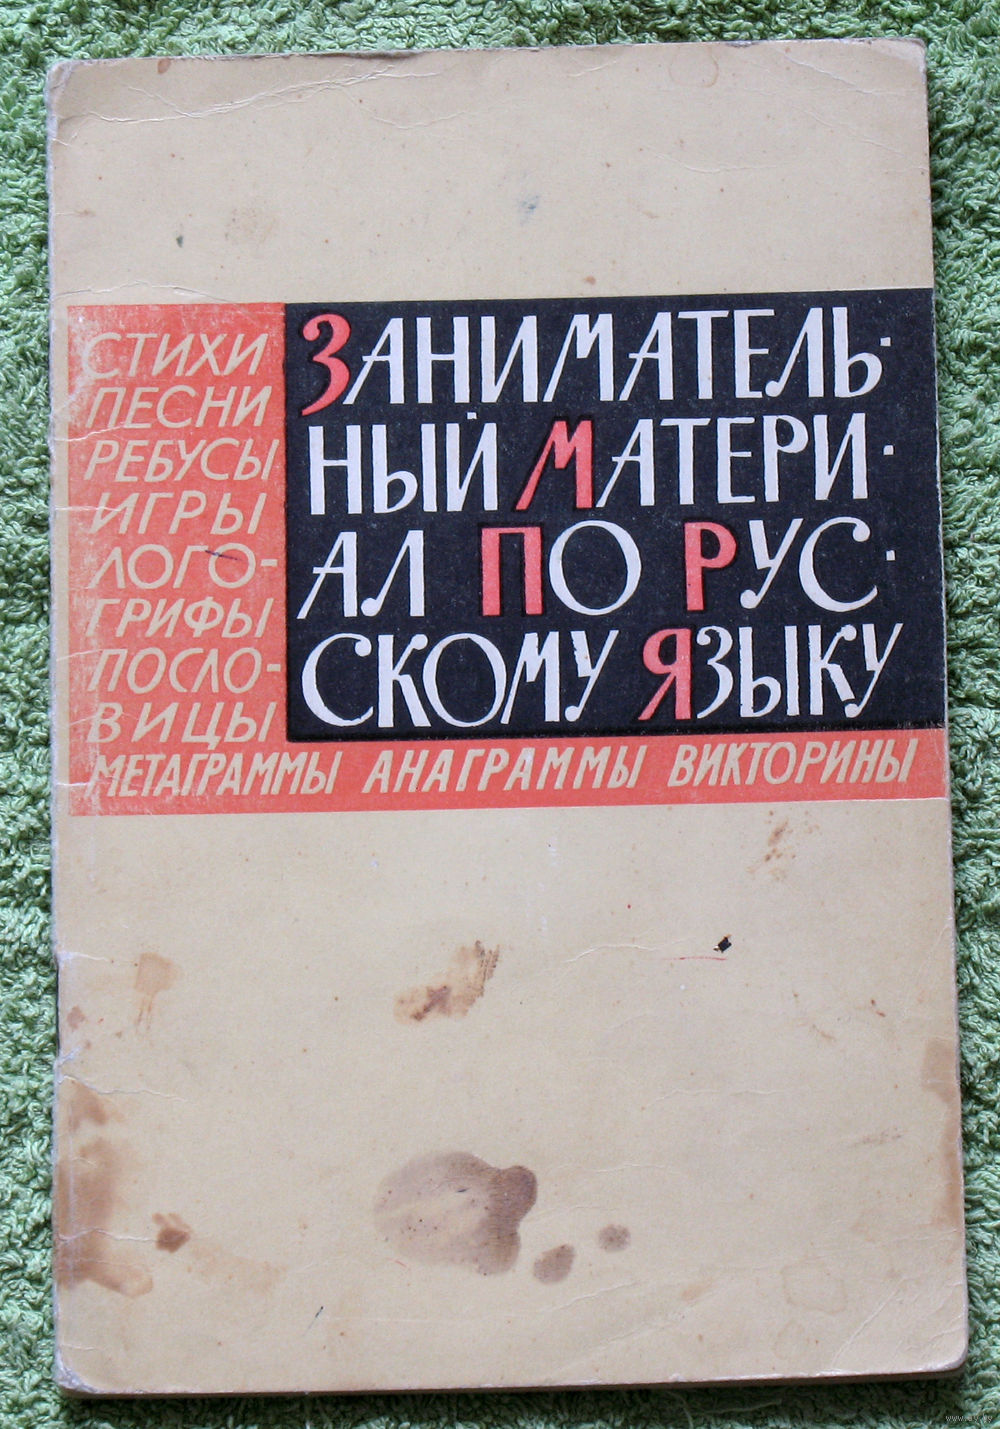 СТИХИ
ПЕСНИ
РЕБУСЫ
ИГРЫ
ЛОГО-
ГРИФЫ
ПОСЛО-
ВИЦЫ
МЕТАГРАММЫ АНАГРАММЫ ВИКТОРИНЫ
ЗАНИМАТЕЛЬ·
НЫЙ МАТЕРИ·
АЛ ПО РУС·
СКОМУ ЯЗЫКУ